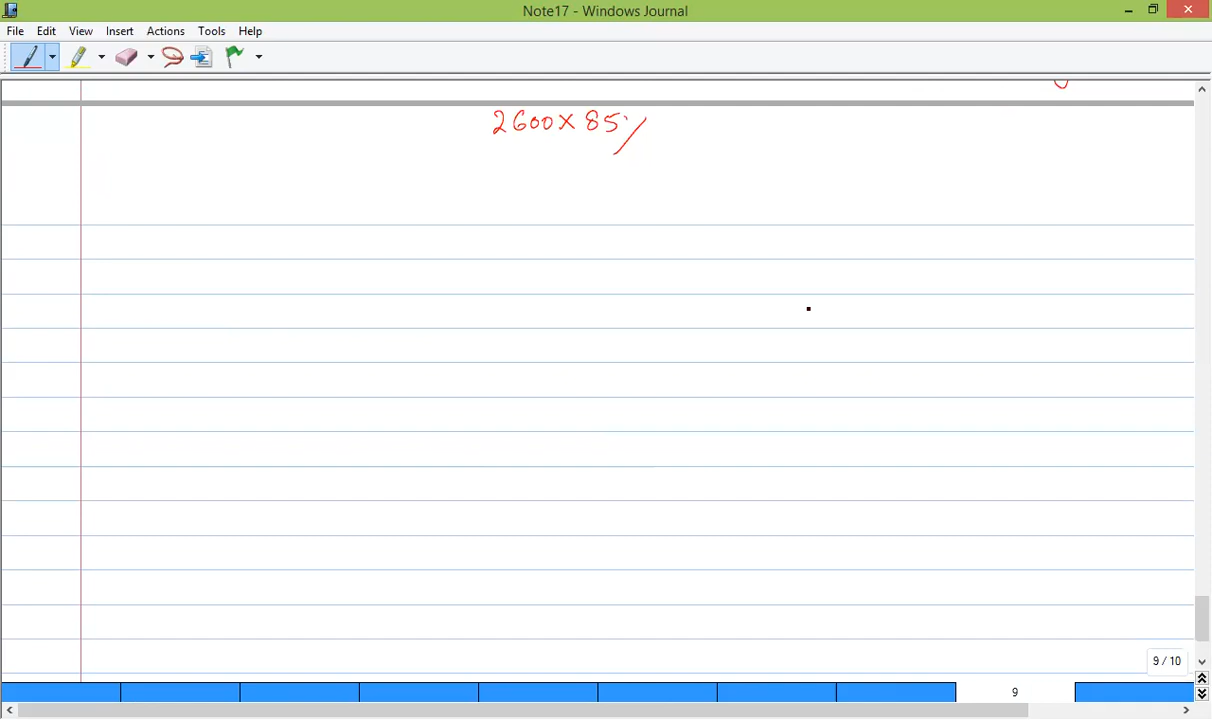 Note17 - Windows Journal
File Edit View Insert Actions Tools Help
2600 x 85%
9 / 10
9